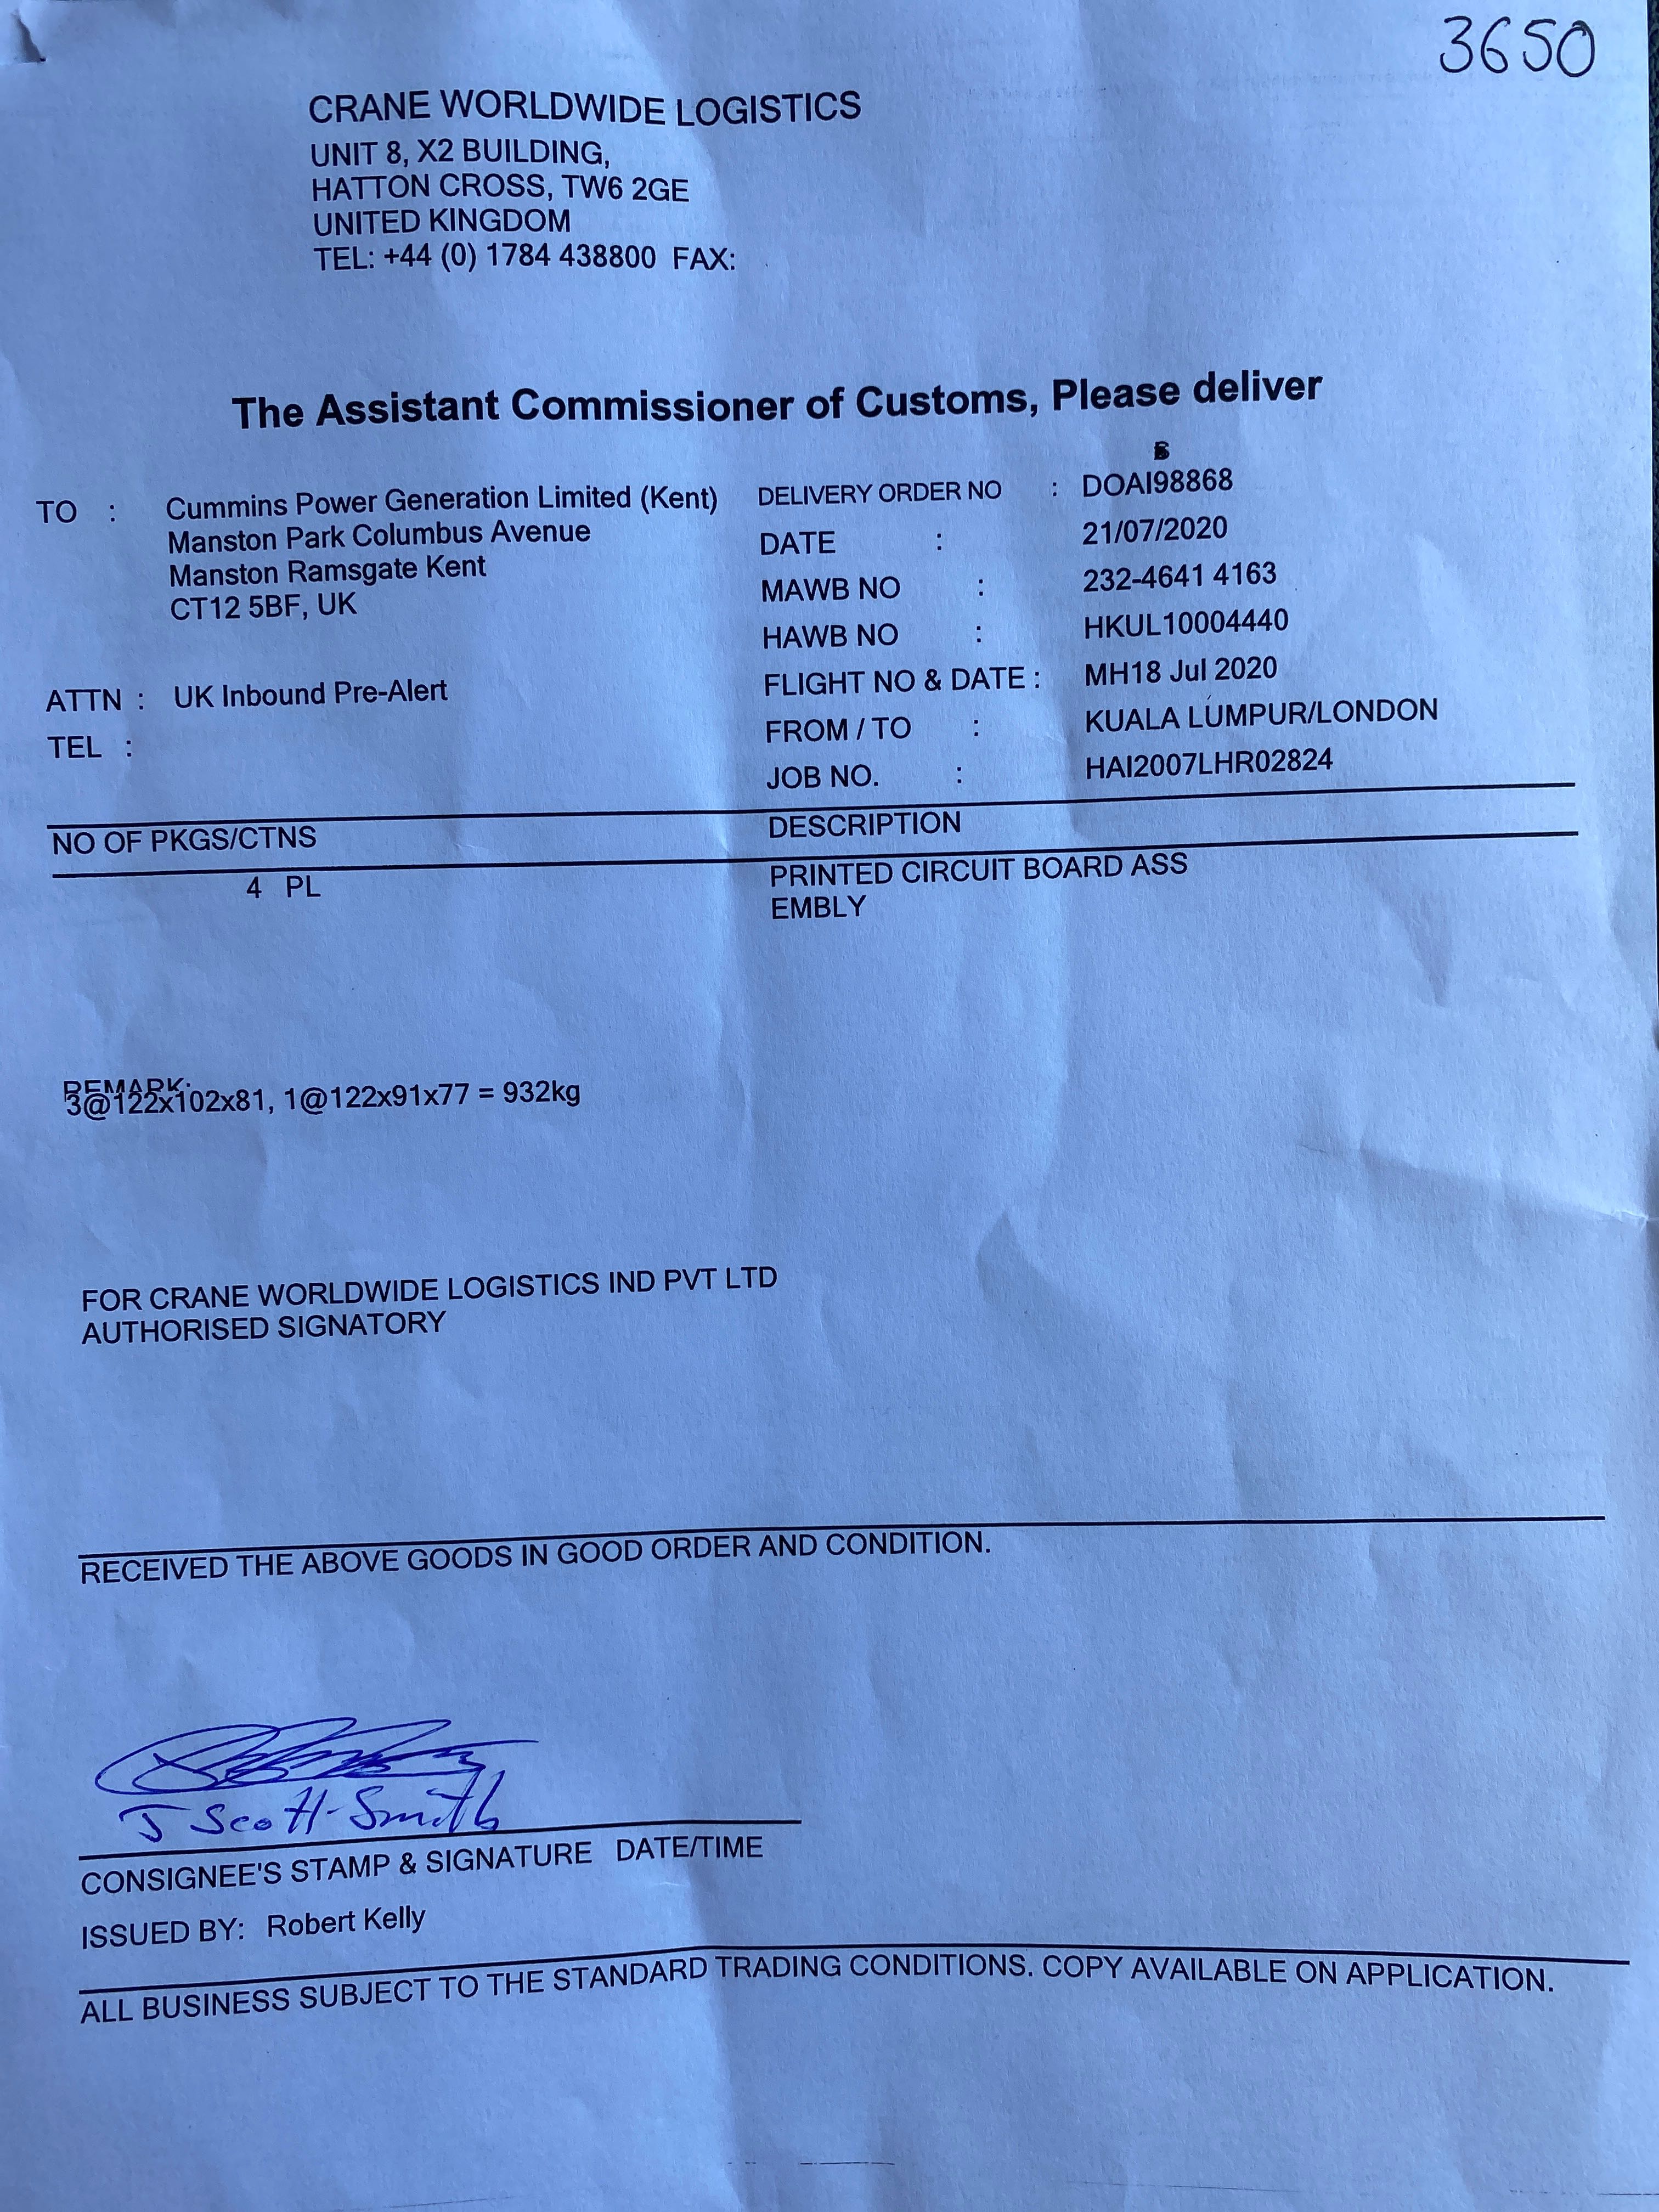 3650
CRANE WORLDWIDE LOGISTICS
UNIT 8, X2 BUILDING,
HATTON CROSS, TW6 2GE
UNITED KINGDOM
TEL: +44 (0) 1784 438800 FAX:
The Assistant Commissioner of Customs, Please deliver
TO : Cummins Power Generation Limited (Kent)
Manston Park Columbus Avenue
Manston Ramsgate Kent
CT12 5BF, UK
ATTN : UK Inbound Pre-Alert
TEL :
DELIVERY ORDER NO : DOAI98868
DATE : 21/07/2020
MAWB NO : 232-4641 4163
HAWB NO : HKUL10004440
FLIGHT NO & DATE : MH18 Jul 2020
FROM / TO : KUALA LUMPUR/LONDON
JOB NO. : HAI2007LHR02824
NO OF PKGS/CTNS DESCRIPTION
4 PL PRINTED CIRCUIT BOARD ASS
EMBLY
REMARK:
3@122x102x81, 1@122x91x77 = 932kg
FOR CRANE WORLDWIDE LOGISTICS IND PVT LTD
AUTHORISED SIGNATORY
RECEIVED THE ABOVE GOODS IN GOOD ORDER AND CONDITION.
J Scott-Smith
CONSIGNEE'S STAMP & SIGNATURE DATE/TIME
ISSUED BY: Robert Kelly
ALL BUSINESS SUBJECT TO THE STANDARD TRADING CONDITIONS. COPY AVAILABLE ON APPLICATION.